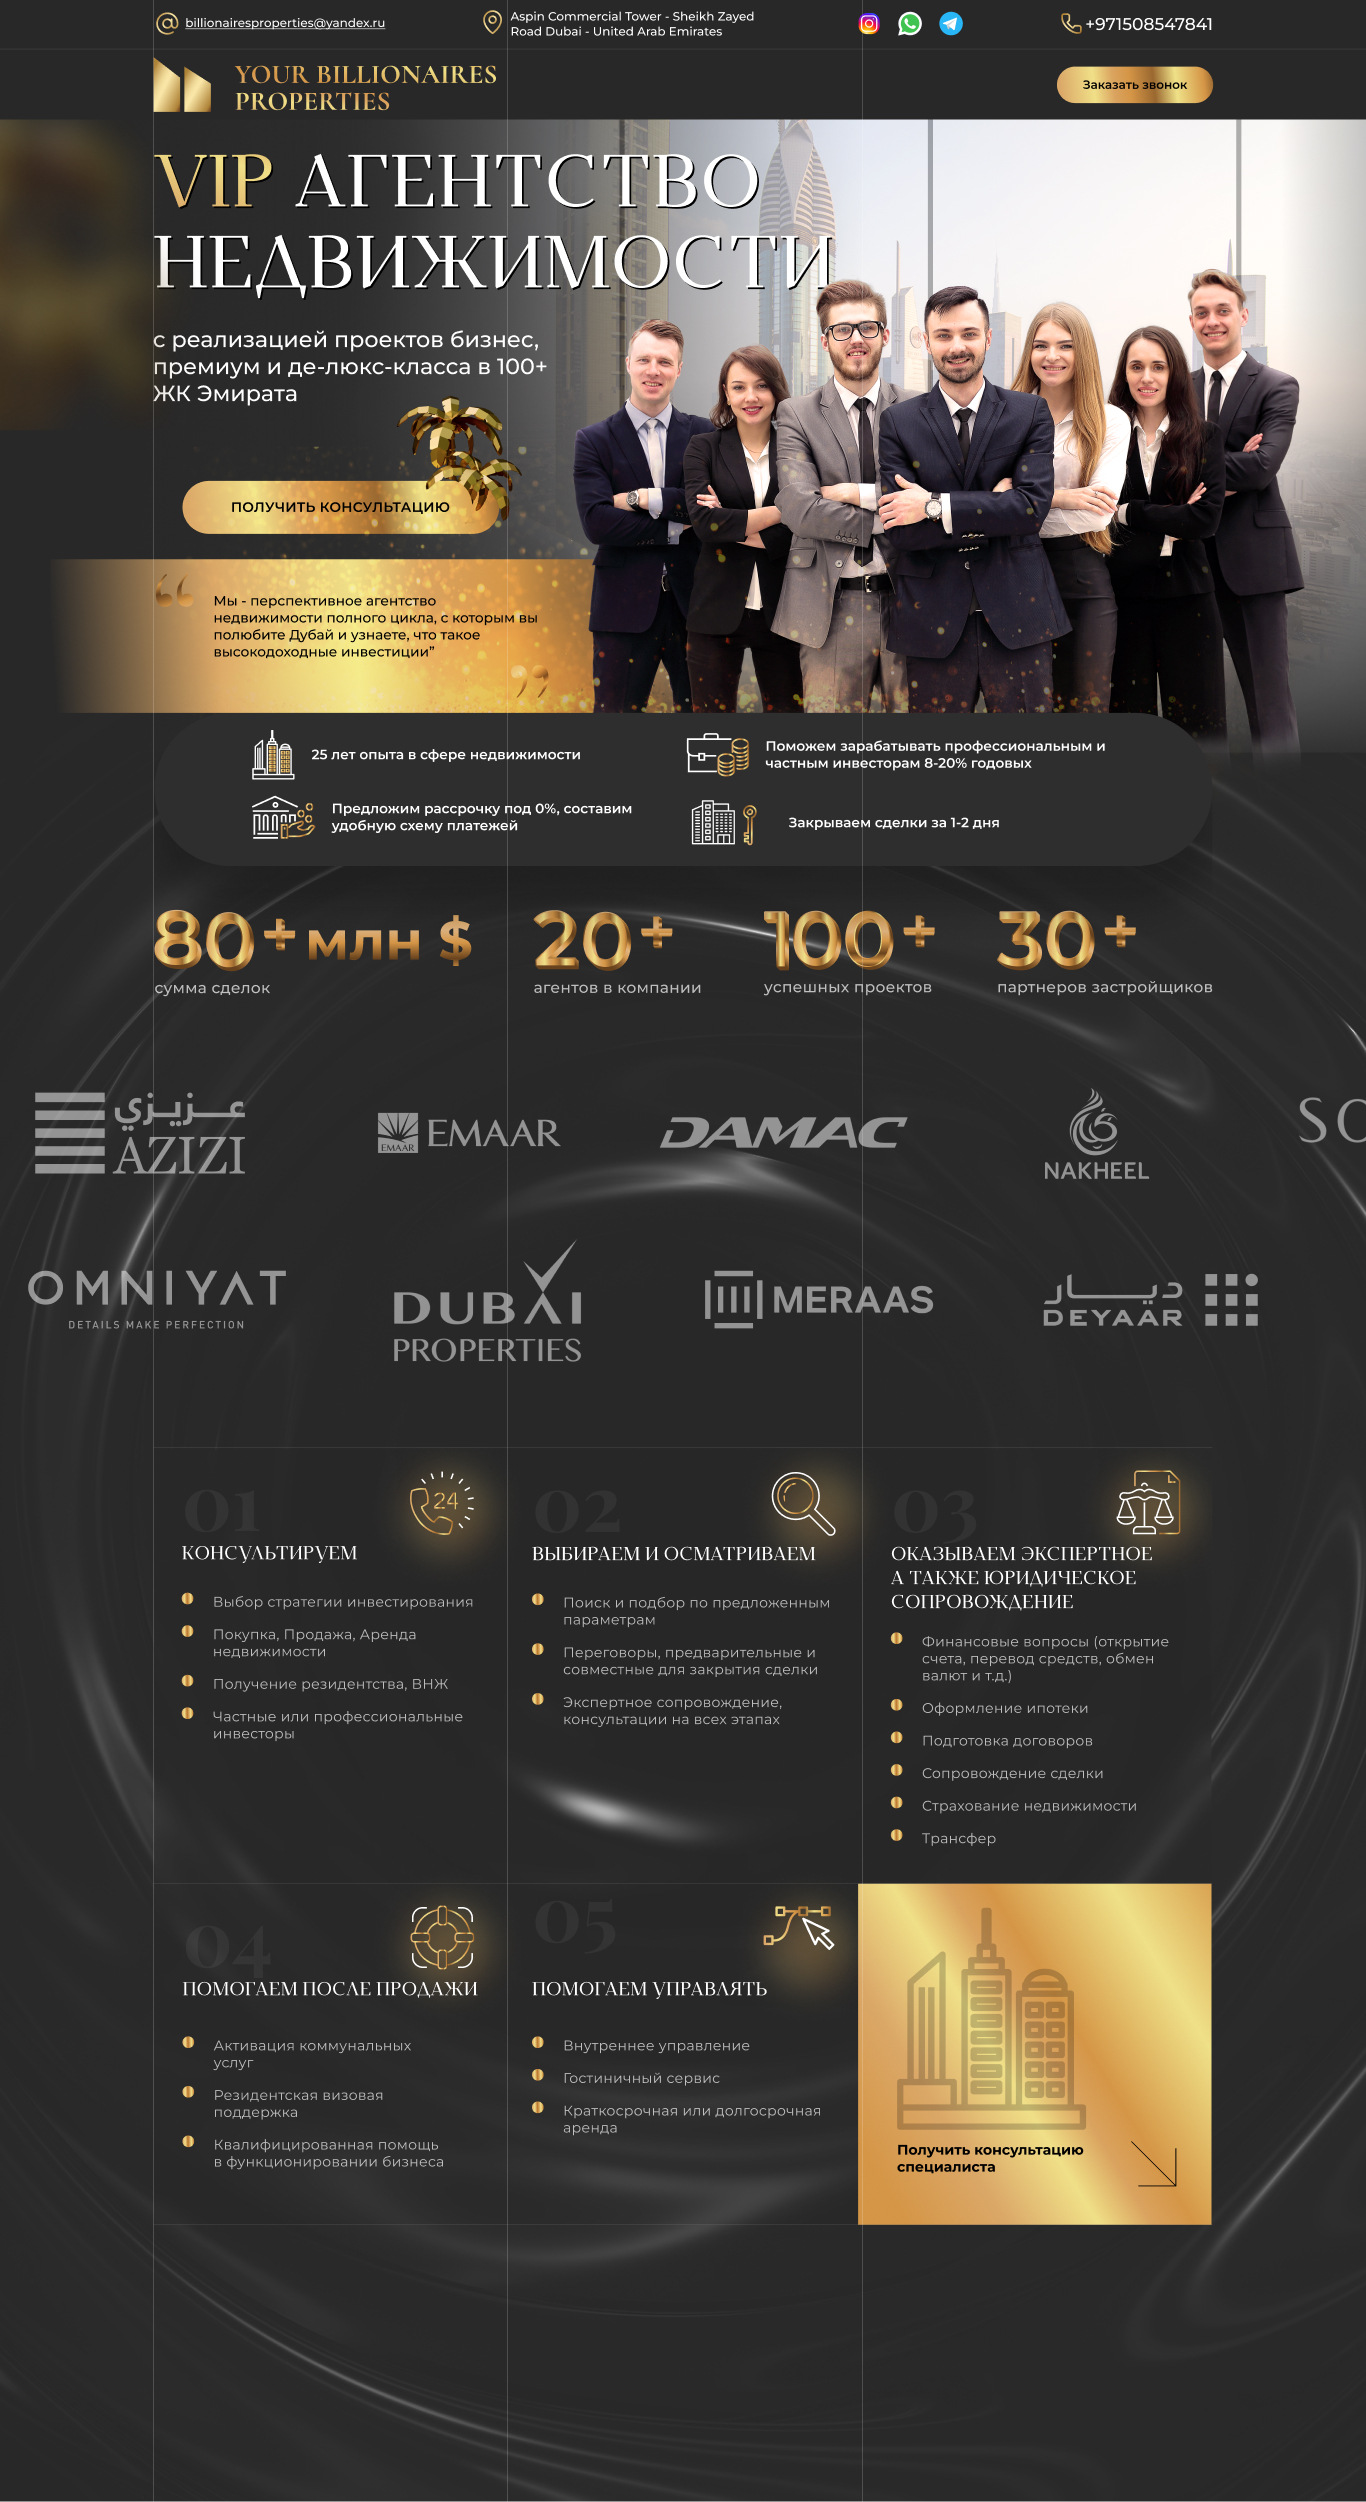 billionairesproperties@yandex.ru
Aspin Commercial Tower - Sheikh Zayed
Road Dubai - United Arab Emirates
+971508547841
YOUR BILLIONAIRES
PROPERTIES
Заказать звонок
VIP АГЕНТСТВО
НЕДВИЖИМОСТИ
с реализацией проектов бизнес,
премиум и де-люкс-класса в 100+
ЖК Эмирата
ПОЛУЧИТЬ КОНСУЛЬТАЦИЮ
“
Мы - перспективное агентство
недвижимости полного цикла, с которым вы
полюбите Дубай и узнаете, что такое
высокодоходные инвестиции”
”
25 лет опыта в сфере недвижимости
Поможем зарабатывать профессиональным и
частным инвесторам 8-20% годовых
Предложим рассрочку под 0%, составим
удобную схему платежей
Закрываем сделки за 1-2 дня
80+ млн $
сумма сделок
20+
агентов в компании
100+
успешных проектов
30+
партнеров застройщиков
عزيزي
AZIZI
EMAAR
EMAAR
DAMAC
NAKHEEL
SO
OMNIYAT
DETAILS MAKE PERFECTION
DUBAI
PROPERTIES
MERAAS
ديار
DEYAAR
01
24
КОНСУЛЬТИРУЕМ
Выбор стратегии инвестирования
Покупка, Продажа, Аренда
недвижимости
Получение резидентства, ВНЖ
Частные или профессиональные
инвесторы
02
ВЫБИРАЕМ И ОСМАТРИВАЕМ
Поиск и подбор по предложенным
параметрам
Переговоры, предварительные и
совместные для закрытия сделки
Экспертное сопровождение,
консультации на всех этапах
03
ОКАЗЫВАЕМ ЭКСПЕРТНОЕ
А ТАКЖЕ ЮРИДИЧЕСКОЕ
СОПРОВОЖДЕНИЕ
Финансовые вопросы (открытие
счета, перевод средств, обмен
валют и т.д.)
Оформление ипотеки
Подготовка договоров
Сопровождение сделки
Страхование недвижимости
Трансфер
04
ПОМОГАЕМ ПОСЛЕ ПРОДАЖИ
Активация коммунальных
услуг
Резидентская визовая
поддержка
Квалифицированная помощь
в функционировании бизнеса
05
ПОМОГАЕМ УПРАВЛЯТЬ
Внутреннее управление
Гостиничный сервис
Краткосрочная или долгосрочная
аренда
Получить консультацию
специалиста